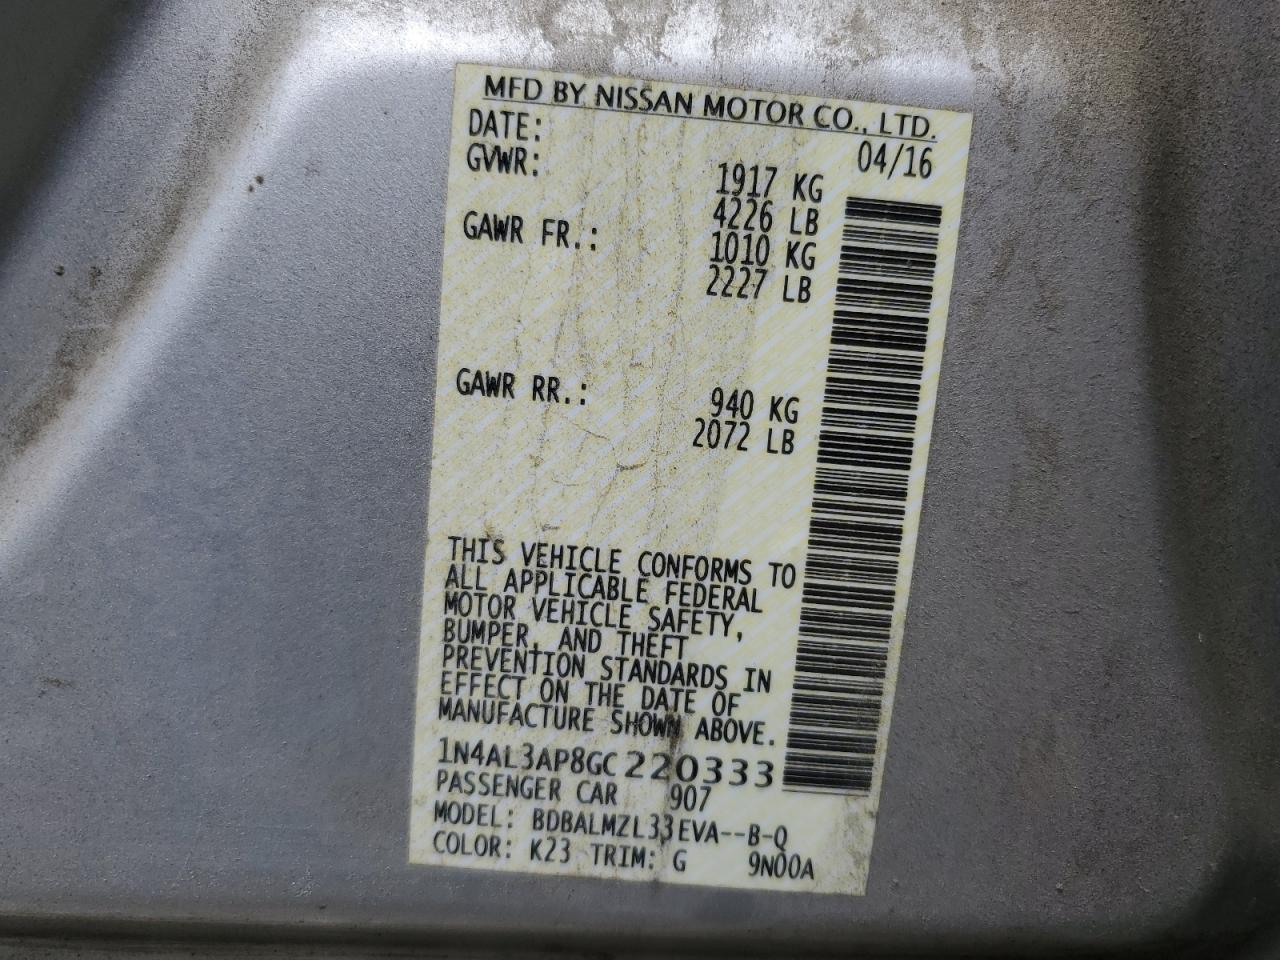 MFD BY NISSAN MOTOR CO., LTD.
DATE: 04/16
GVWR: 1917 KG
4226 LB
GAWR FR.: 1010 KG
2227 LB
GAWR RR.: 940 KG
2072 LB
THIS VEHICLE CONFORMS TO
ALL APPLICABLE FEDERAL
MOTOR VEHICLE SAFETY,
BUMPER, AND THEFT
PREVENTION STANDARDS IN
EFFECT ON THE DATE OF
MANUFACTURE SHOWN ABOVE.
1N4AL3AP8GC220333
PASSENGER CAR 907
MODEL: BDBALMZL33EVA--B-Q
COLOR: K23 TRIM: G 9N00A